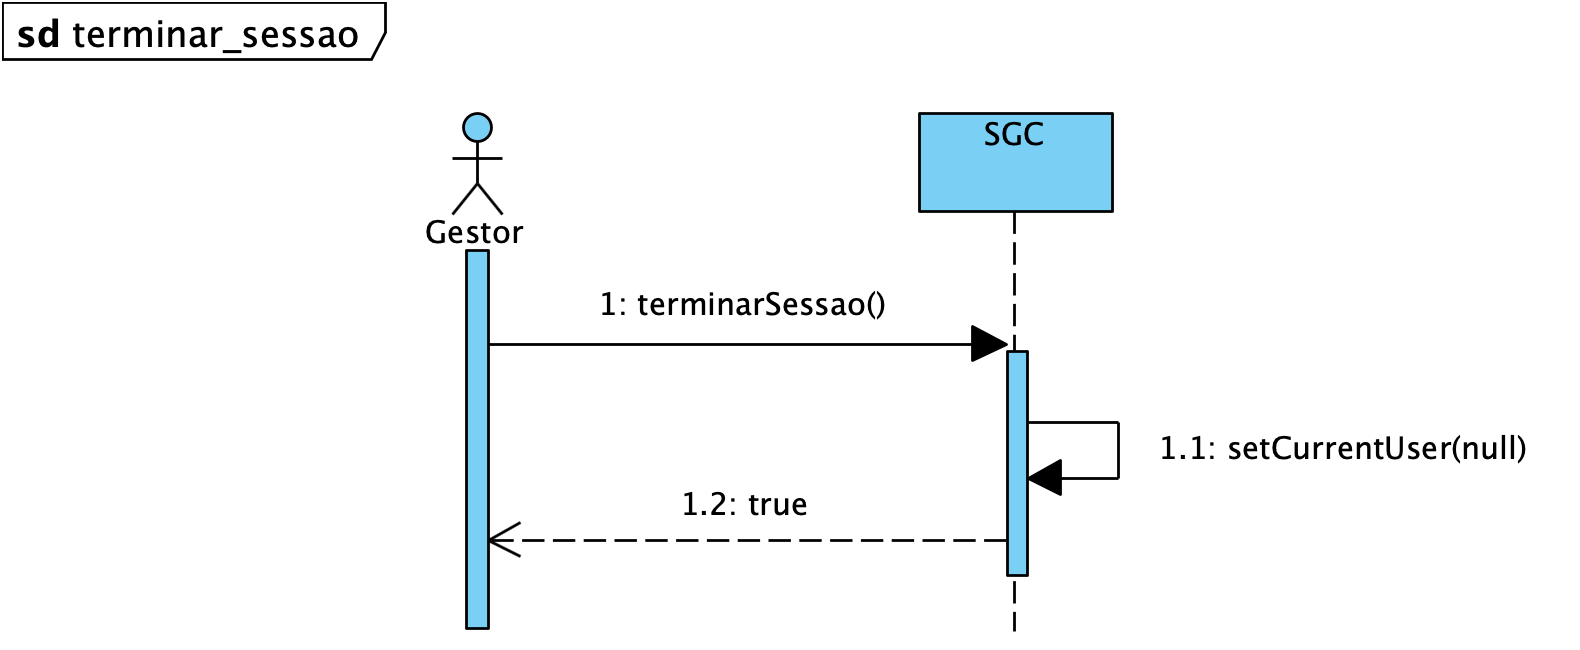 sd terminar_sessao
SGC
Gestor
1: terminarSessao()
1.1: setCurrentUser(null)
1.2: true